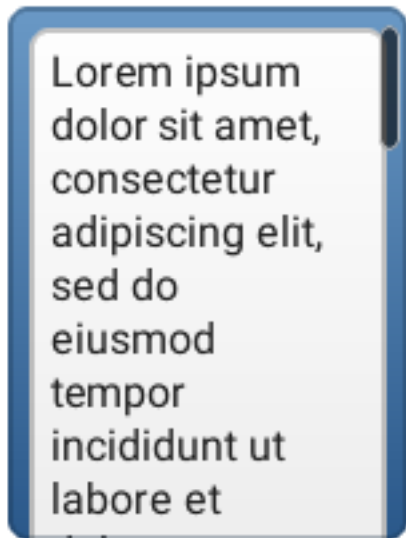 Lorem ipsum
dolor sit amet,
consectetur
adipiscing elit,
sed do
eiusmod
tempor
incididunt ut
labore et